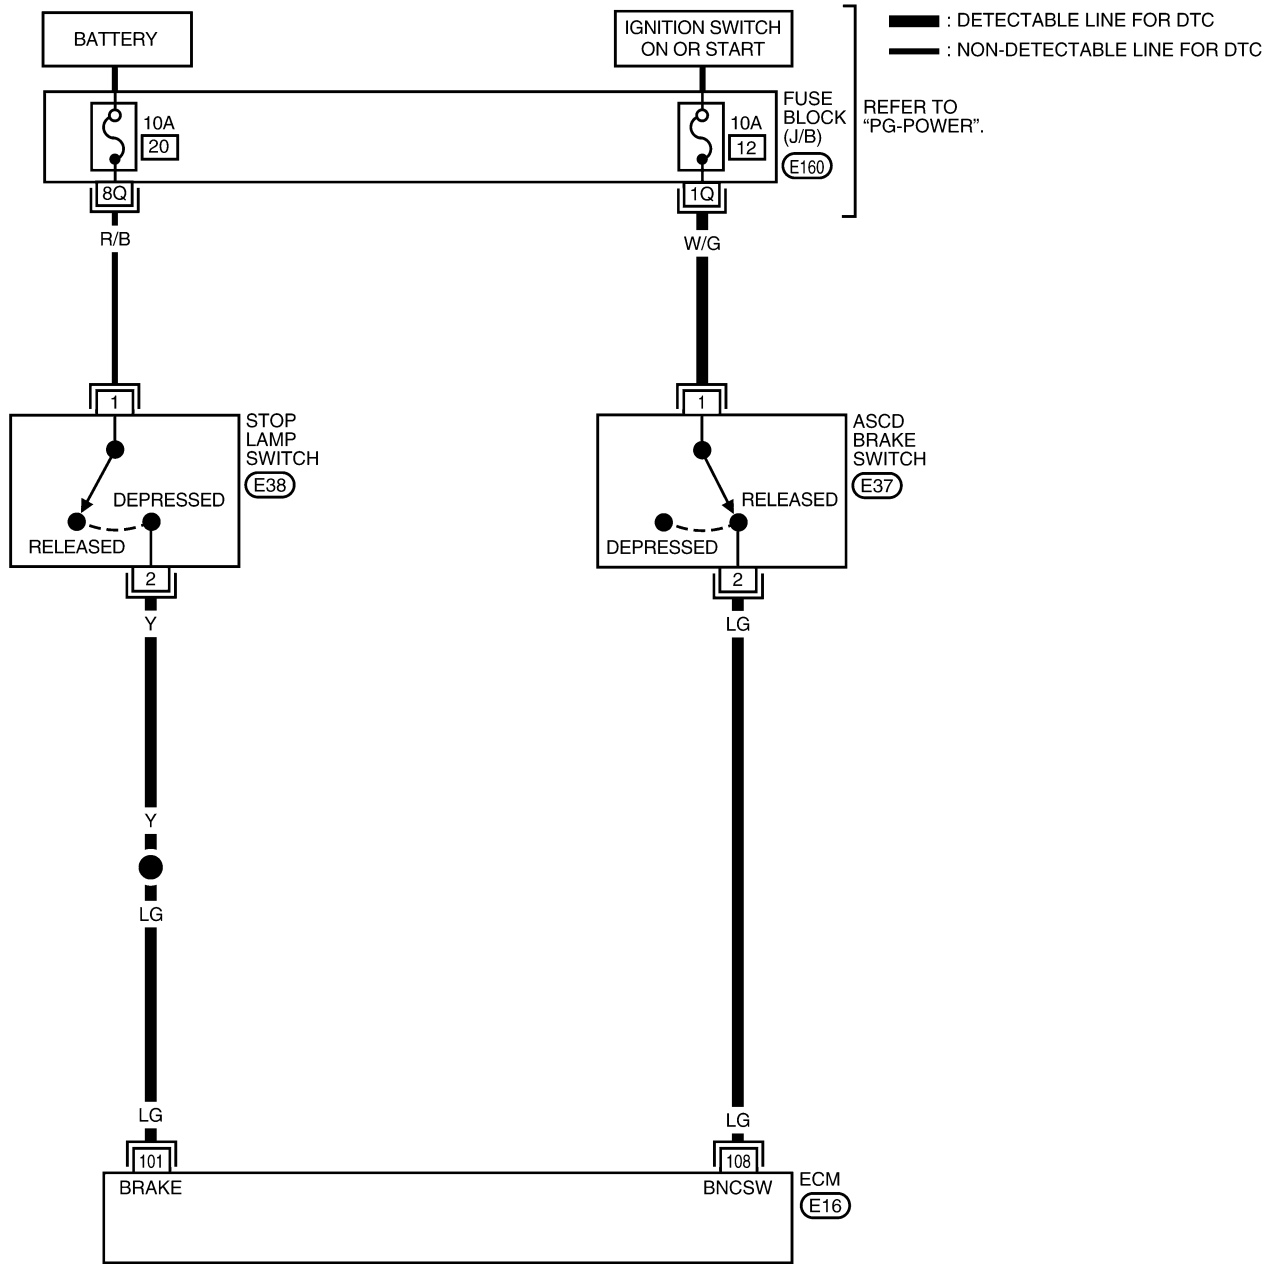 BATTERY
IGNITION SWITCH
ON OR START
: DETECTABLE LINE FOR DTC
: NON-DETECTABLE LINE FOR DTC
10A
20
10A
12
FUSE
BLOCK
(J/B)
E160
REFER TO
“PG-POWER”.
8Q
1Q
R/B
W/G
1
1
STOP
LAMP
SWITCH
E38
DEPRESSED
RELEASED
ASCD
BRAKE
SWITCH
E37
RELEASED
DEPRESSED
2
2
Y
LG
Y
LG
LG
LG
101
108
BRAKE
BNCSW
ECM
E16